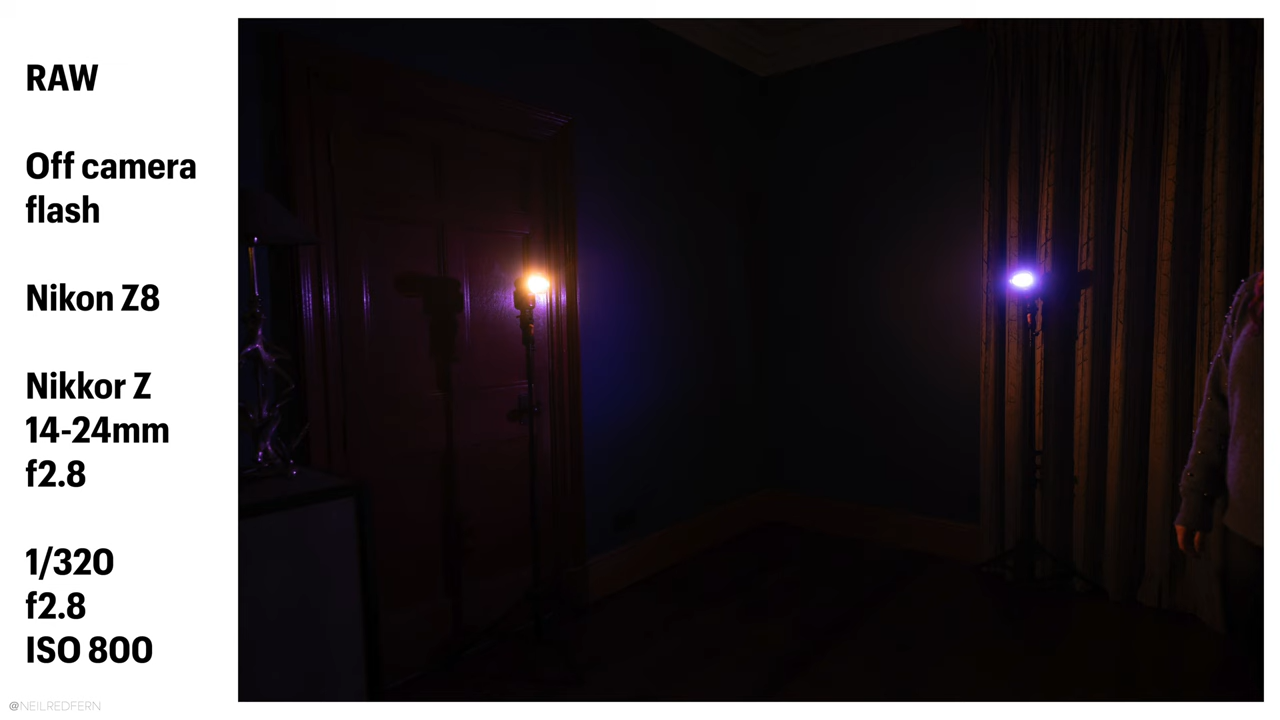 RAW
Off camera
flash
Nikon Z8
Nikkor Z
14-24mm
f2.8
1/320
f2.8
ISO 800
@NEILREDFERN